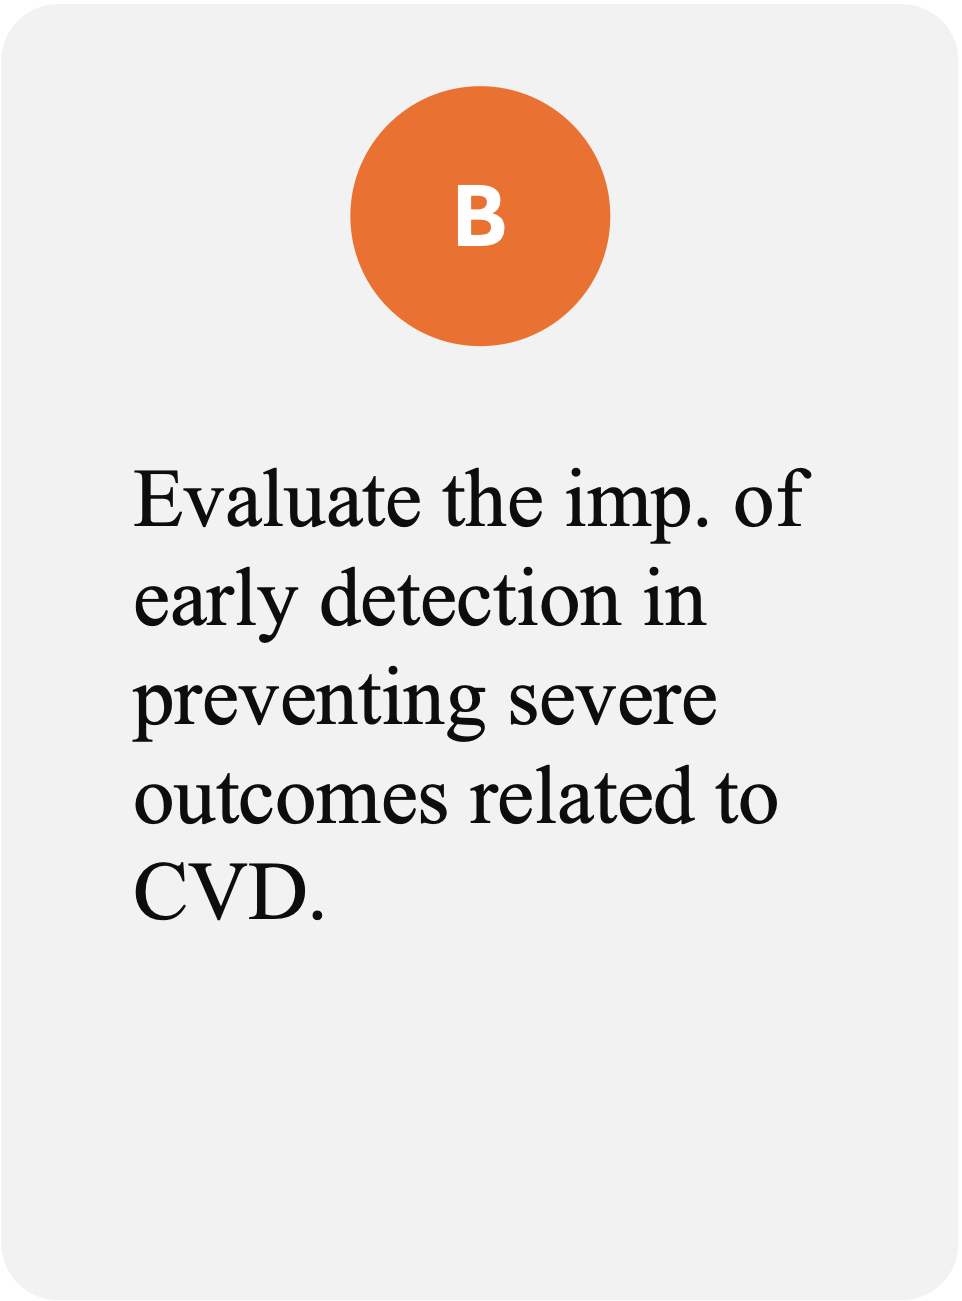 B
Evaluate the imp. of
early detection in
preventing severe
outcomes related to
CVD.